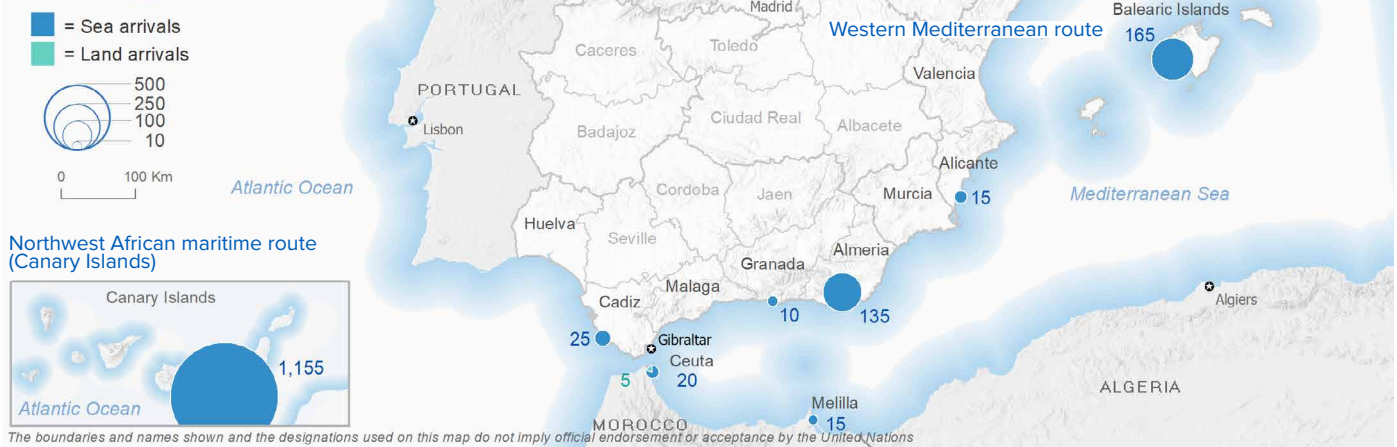 = Sea arrivals
= Land arrivals
500
250
100
10
0 100 Km
Madrid
Western Mediterranean route
Balearic Islands
165
Caceres
Toledo
Valencia
PORTUGAL
Lisbon
Badajoz
Ciudad Real
Albacete
Alicante
15
Atlantic Ocean
Cordoba
Jaen
Murcia
Mediterranean Sea
Huelva
Seville
Almeria
Northwest African maritime route
(Canary Islands)
Granada
Malaga
Cadiz
10
135
Algiers
Canary Islands
25
Gibraltar
Ceuta
5
20
1,155
Atlantic Ocean
ALGERIA
Melilla
15
MOROCCO
The boundaries and names shown and the designations used on this map do not imply official endorsement or acceptance by the United Nations